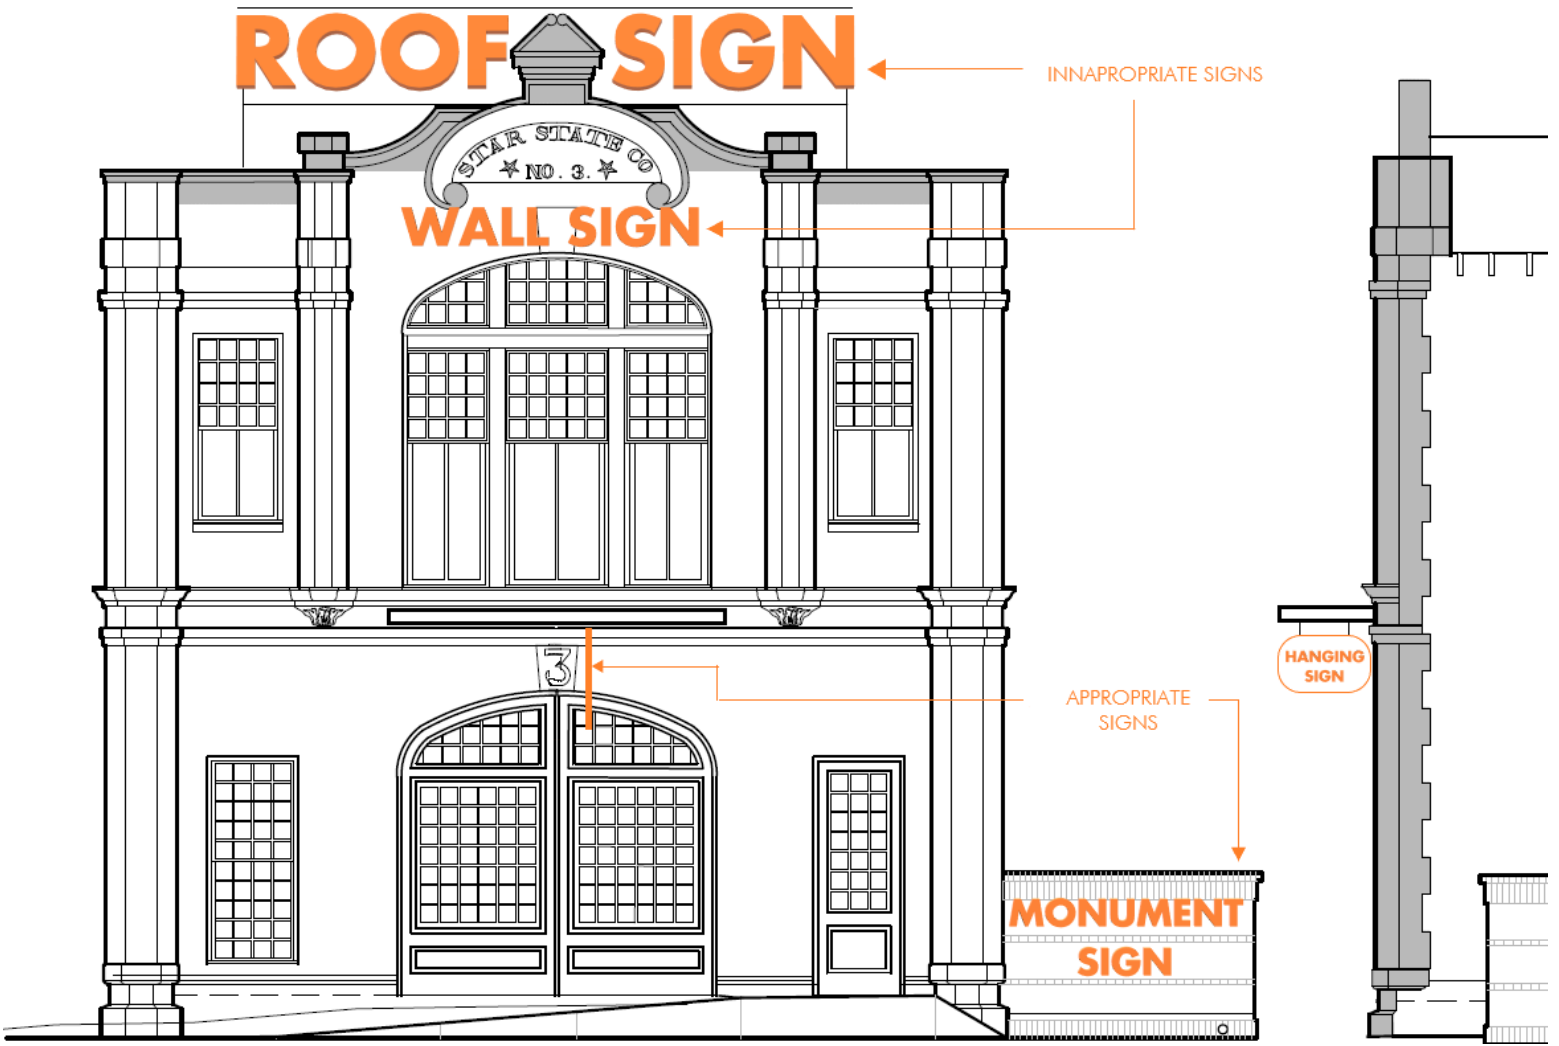 ROOF SIGN
INNAPROPRIATE SIGNS
STAR STATE CO
NO. 3.
WALL SIGN
3
HANGING
SIGN
APPROPRIATE
SIGNS
MONUMENT
SIGN